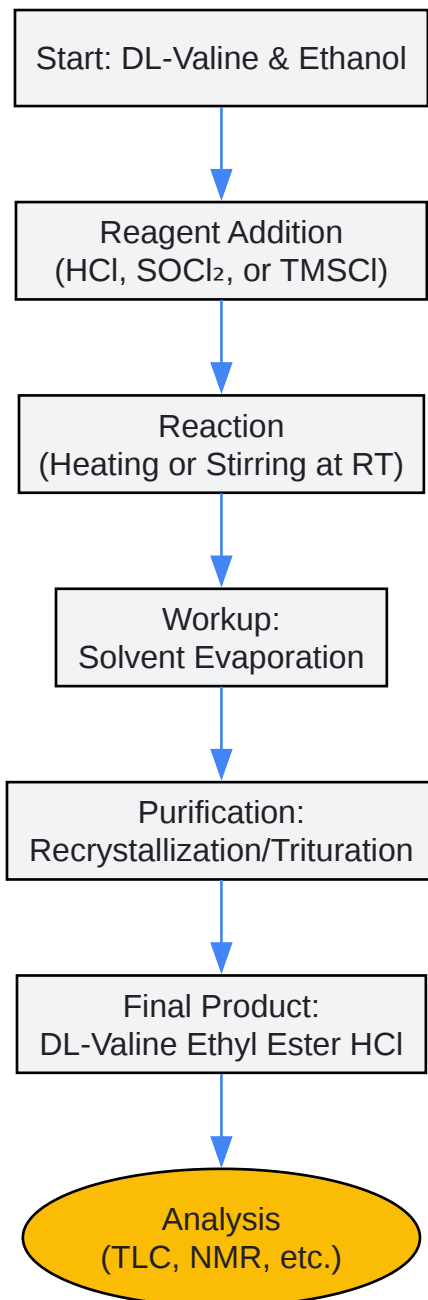 Start: DL-Valine & Ethanol
Reagent Addition
(HCl, SOCl₂, or TMSCl)
Reaction
(Heating or Stirring at RT)
Workup:
Solvent Evaporation
Purification:
Recrystallization/Trituration
Final Product:
DL-Valine Ethyl Ester HCl
Analysis
(TLC, NMR, etc.)